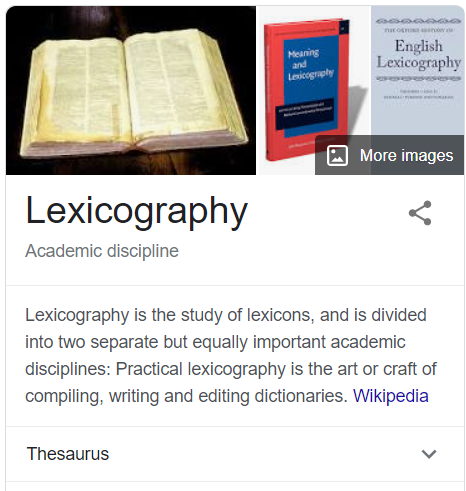 Meaning
and
Lexicography
THE OXFORD HISTORY OF
English
Lexicography
More images
Lexicography
Academic discipline
Lexicography is the study of lexicons, and is divided
into two separate but equally important academic
disciplines: Practical lexicography is the art or craft of
compiling, writing and editing dictionaries. Wikipedia
Thesaurus